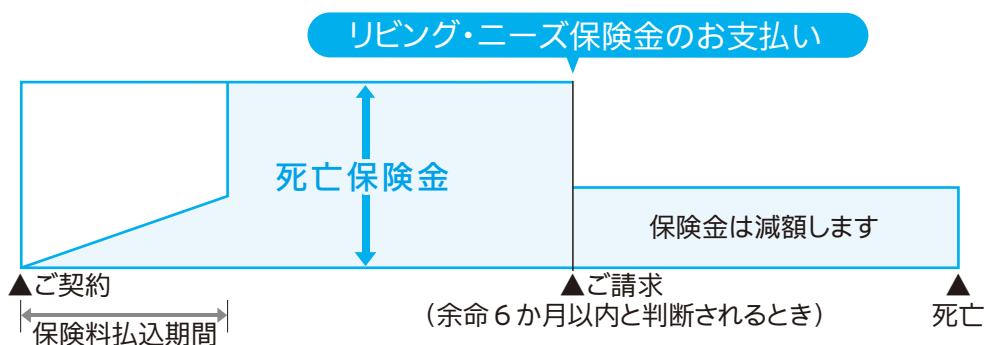 リビング・ニーズ保険金のお支払い
死亡保険金
保険金は減額します
▲ご契約
▲ご請求
▲
保険料払込期間
（余命６か月以内と判断されるとき）
死亡